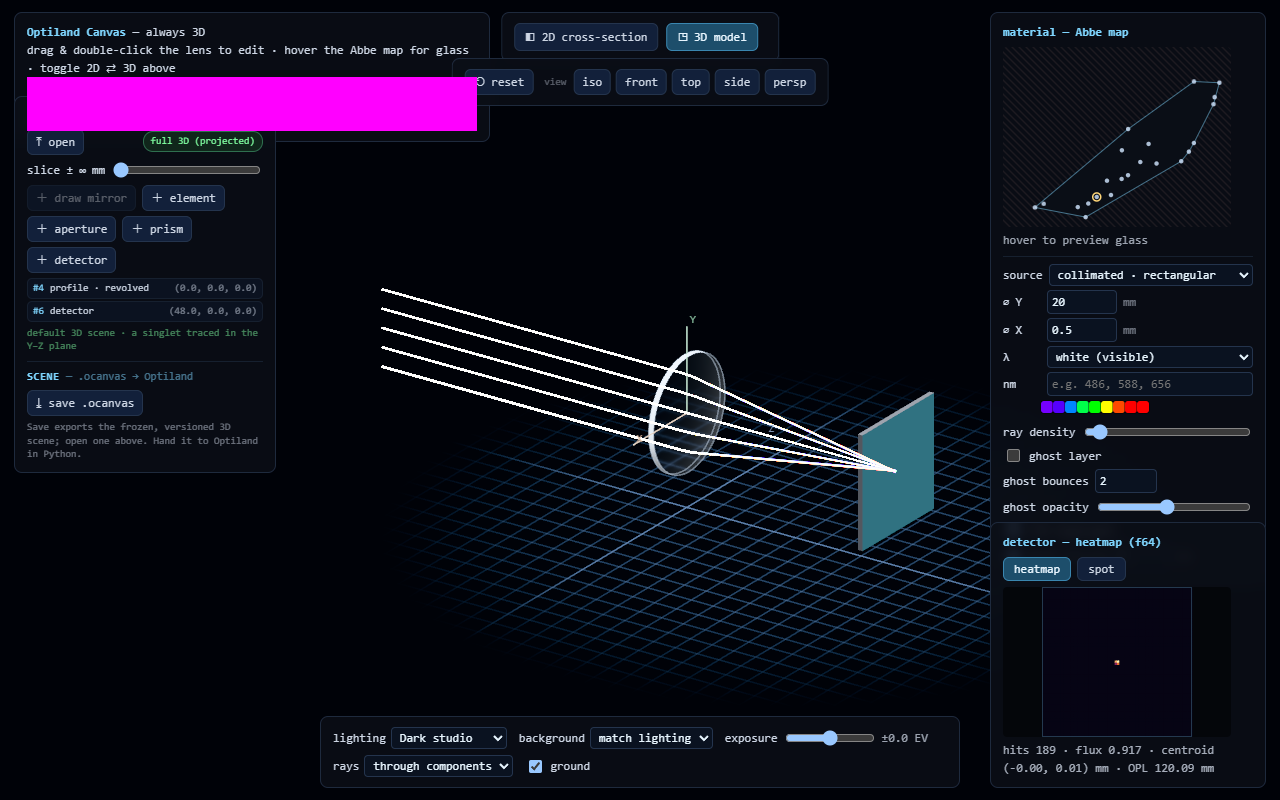 Optiland Canvas — always 3D
drag & double-click the lens to edit · hover the Abbe map for glass
· toggle 2D ⇄ 3D above
◧ 2D cross-section
◳ 3D model
reset
view
iso
front
top
side
persp
⤒ open
full 3D (projected)
slice ± ∞ mm
+ draw mirror
+ element
+ aperture
+ prism
+ detector
#4 profile · revolved (0.0, 0.0, 0.0)
#6 detector (48.0, 0.0, 0.0)
default 3D scene · a singlet traced in the
Y–Z plane
SCENE — .ocanvas → Optiland
⤓ save .ocanvas
Save exports the frozen, versioned 3D
scene; open one above. Hand it to Optiland
in Python.
Y
lighting Dark studio background match lighting exposure ±0.0 EV
rays through components ground
material — Abbe map
hover to preview glass
source collimated · rectangular
⌀ Y 20 mm
⌀ X 0.5 mm
λ white (visible)
nm e.g. 486, 588, 656
ray density
ghost layer
ghost bounces 2
ghost opacity
detector — heatmap (f64)
heatmap
spot
hits 189 · flux 0.917 · centroid
(-0.00, 0.01) mm · OPL 120.09 mm